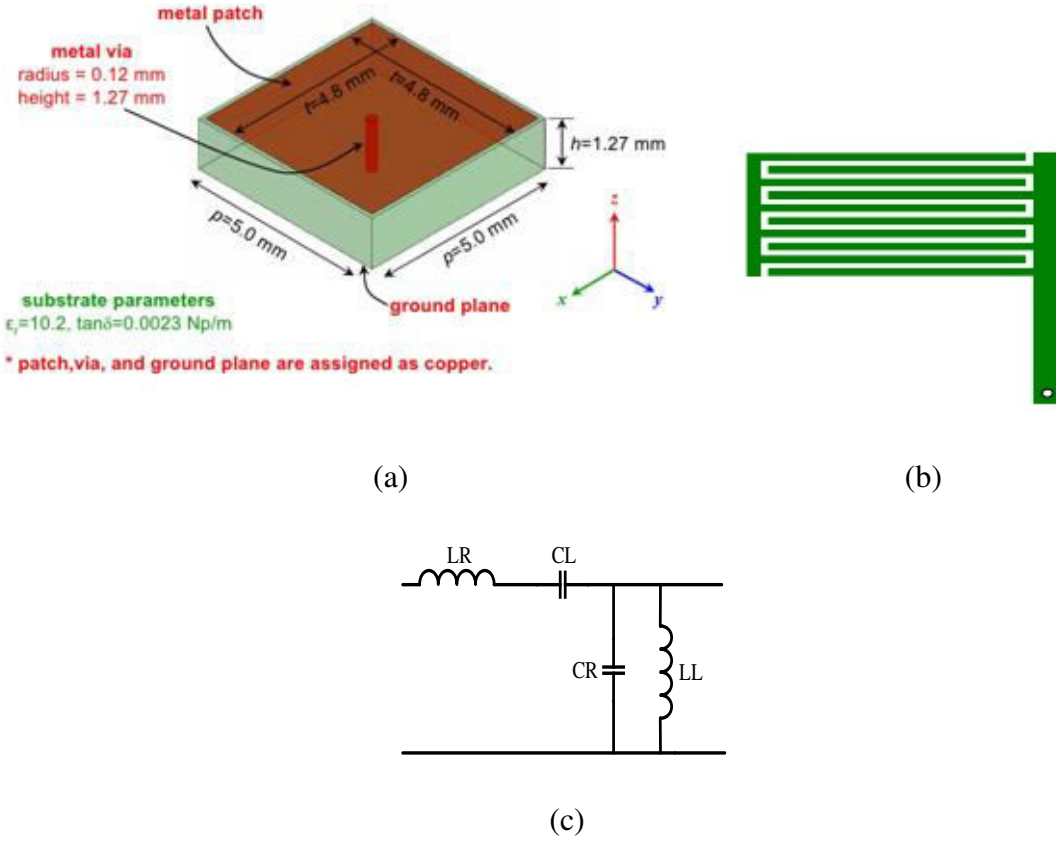 metal patch
metal via
radius = 0.12 mm
height = 1.27 mm
t=4.8 mm
t=4.8 mm
h=1.27 mm
p=5.0 mm
p=5.0 mm
z
x
y
ground plane
substrate parameters
εr=10.2, tanδ=0.0023 Np/m
* patch,via, and ground plane are assigned as copper.
(a)
(b)
LR
CL
CR
LL
(c)